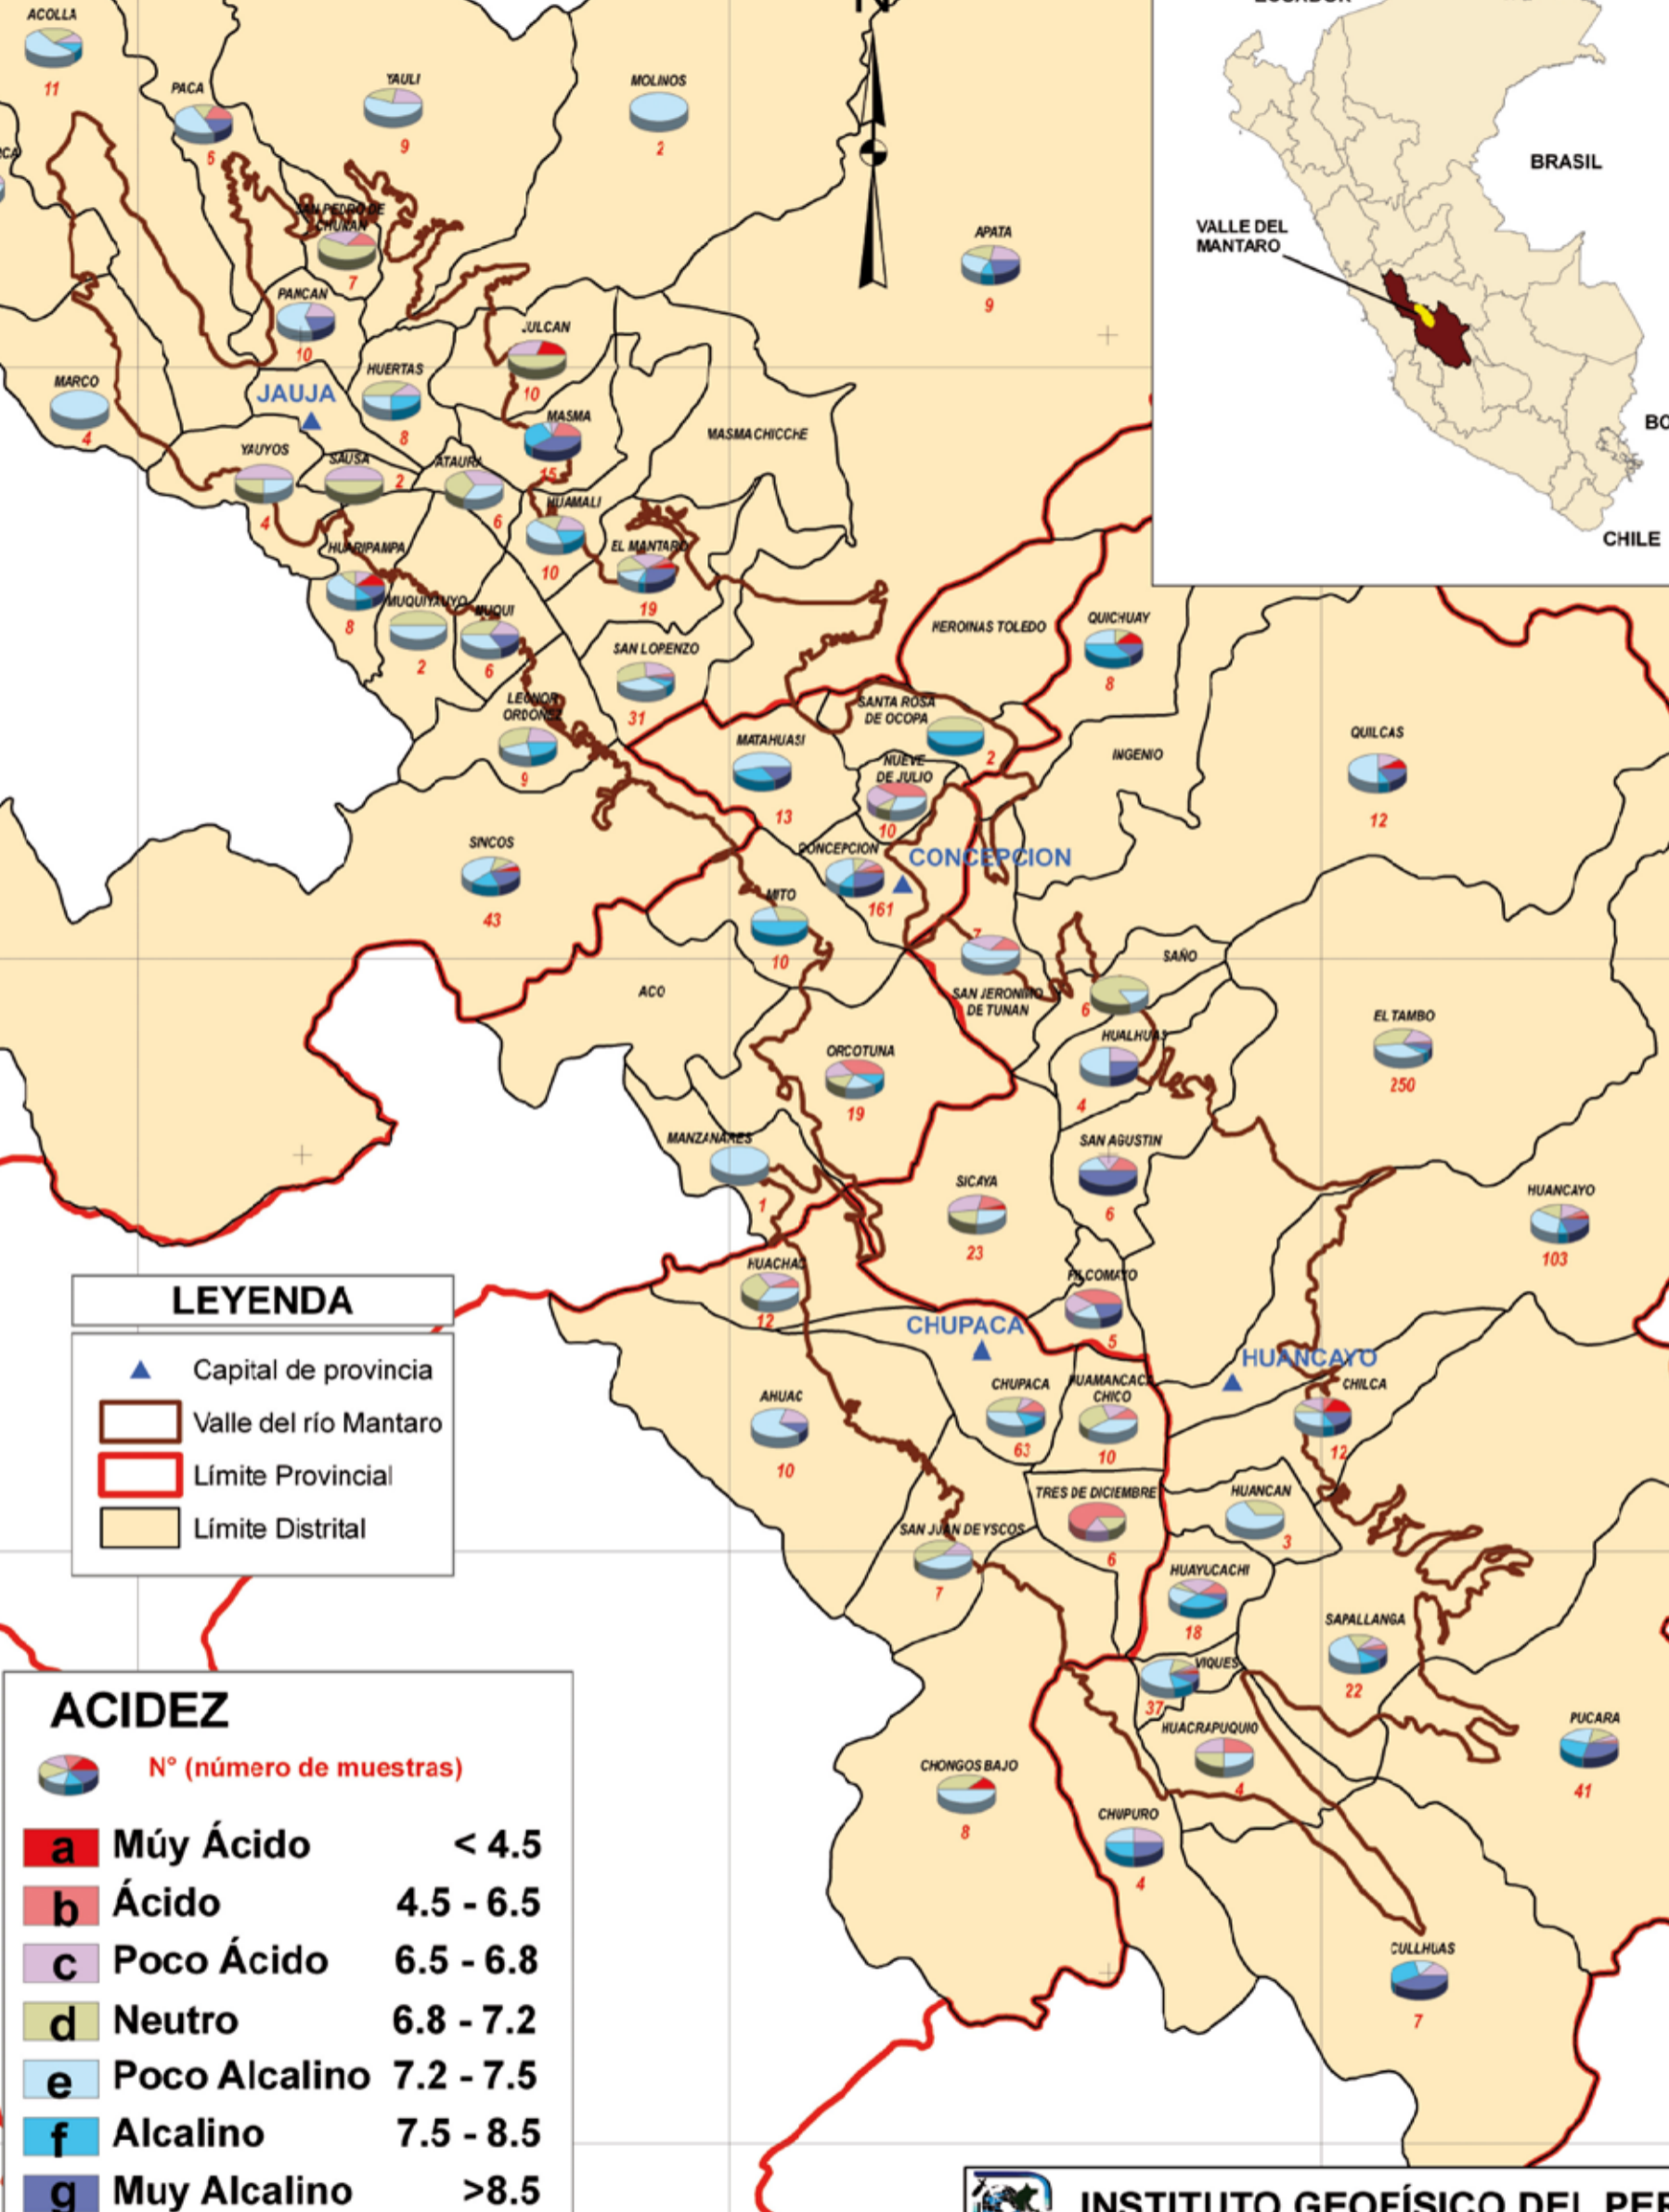 ACOLLA
11
PACA
YAULI
9
MOLINOS
2
N
APATA
9
SAN PEDRO DE
CHUNAN
7
PANCAN
10
JULCAN
10
MARCO
4
JAUJA
HUERTAS
8
MASMA
15
MASMA CHICCHE
YAUYOS
4
SAUSA
2
ATAURA
6
HUAMALI
10
EL MANTARO
19
HUARIPAMPA
8
MUQUIYAUYO
2
MUQUI
6
SAN LORENZO
31
LEONOR
ORDOÑEZ
9
HEROINAS TOLEDO
QUICHUAY
8
SANTA ROSA
DE OCOPA
2
MATAHUASI
13
NUEVE
DE JULIO
10
INGENIO
QUILCAS
12
SINCOS
43
CONCEPCION
161
CONCEPCION
MITO
10
ACO
7
SAN JERONIMO
DE TUNAN
SAÑO
6
HUALHUAS
4
EL TAMBO
250
ORCOTUNA
19
MANZANARES
1
SICAYA
23
SAN AGUSTIN
6
HUANCAYO
103
HUACHAC
12
PILCOMAYO
5
CHUPACA
HUANCAYO
AHUAC
10
CHUPACA
63
HUAMANCACA
CHICO
10
CHILCA
12
TRES DE DICIEMBRE
6
HUANCAN
3
SAN JUAN DE YSCOS
7
HUAYUCACHI
18
SAPALLANGA
22
VIQUES
37
HUACRAPUQUIO
4
PUCARA
41
CHONGOS BAJO
8
CHUPURO
4
CULLHUAS
7
ECUADOR
BRASIL
VALLE DEL
MANTARO
BO
CHILE
LEYENDA
Capital de provincia
Valle del río Mantaro
Límite Provincial
Límite Distrital
ACIDEZ
N° (número de muestras)
a Múy Ácido < 4.5
b Ácido 4.5 - 6.5
c Poco Ácido 6.5 - 6.8
d Neutro 6.8 - 7.2
e Poco Alcalino 7.2 - 7.5
f Alcalino 7.5 - 8.5
g Muy Alcalino >8.5
INSTITUTO GEOFÍSICO DEL PER